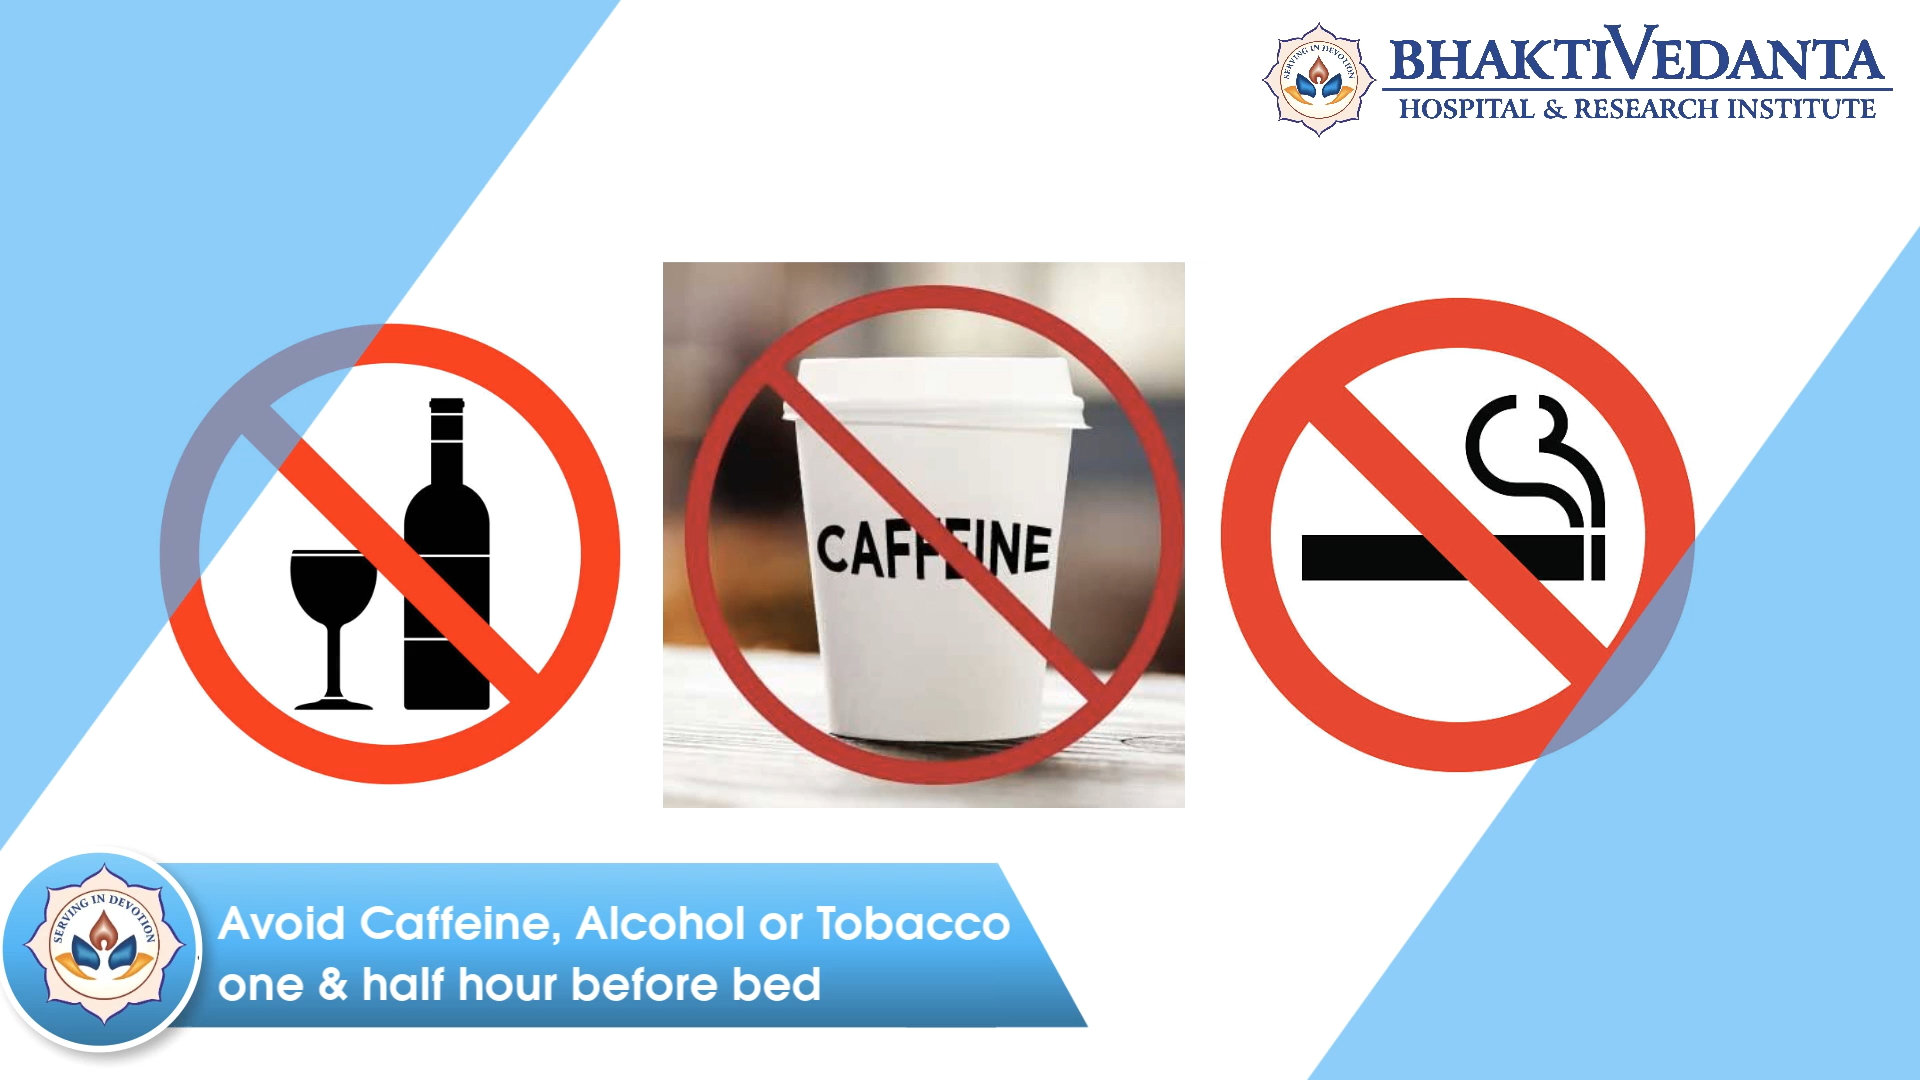 SERVING IN DEVOTION
BHAKTIVEDANTA
HOSPITAL & RESEARCH INSTITUTE
CAFFEINE
SERVING IN DEVOTION
Avoid Caffeine, Alcohol or Tobacco
one & half hour before bed